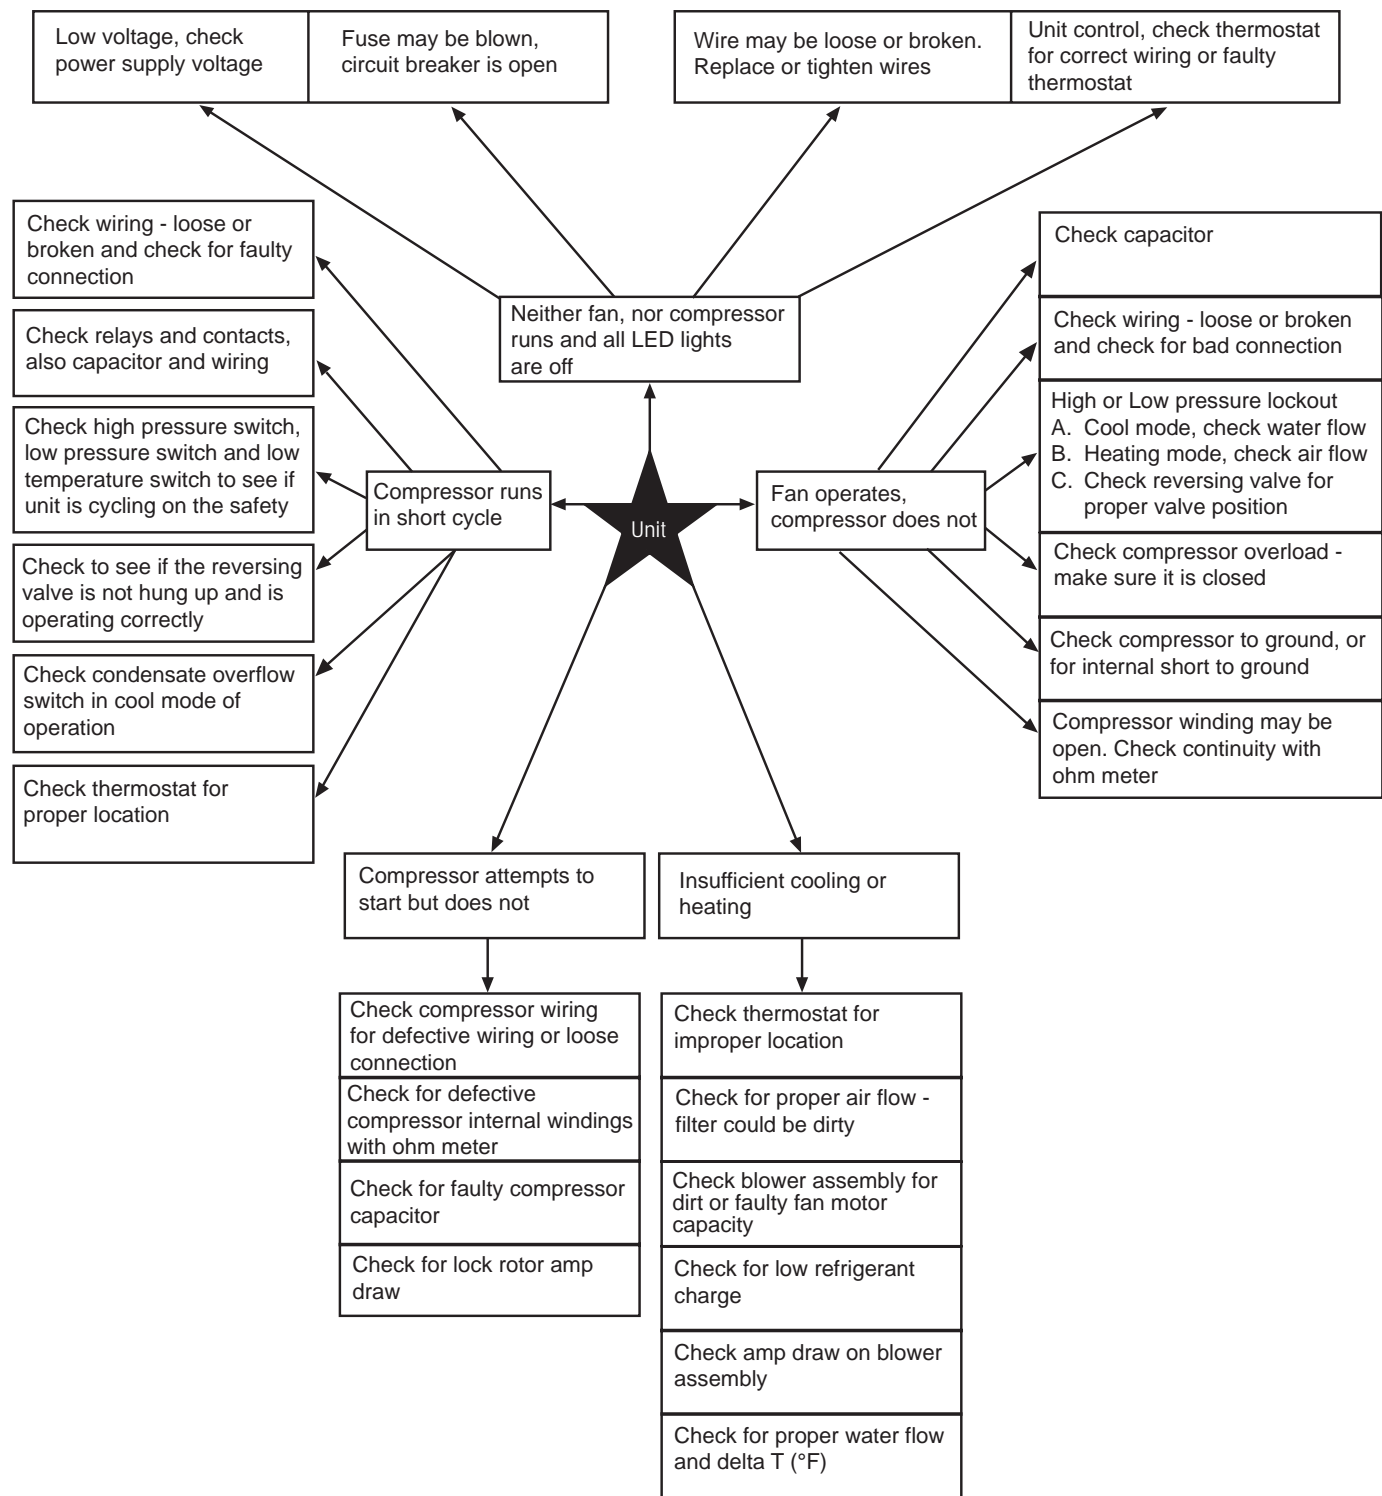 Low voltage, check
power supply voltage
Fuse may be blown,
circuit breaker is open
Wire may be loose or broken.
Replace or tighten wires
Unit control, check thermostat
for correct wiring or faulty
thermostat
Check wiring - loose or
broken and check for faulty
connection
Check relays and contacts,
also capacitor and wiring
Check high pressure switch,
low pressure switch and low
temperature switch to see if
unit is cycling on the safety
Check to see if the reversing
valve is not hung up and is
operating correctly
Check condensate overflow
switch in cool mode of
operation
Check thermostat for
proper location
Neither fan, nor compressor
runs and all LED lights
are off
Compressor runs
in short cycle
Unit
Fan operates,
compressor does not
Check capacitor
Check wiring - loose or broken
and check for bad connection
High or Low pressure lockout
A. Cool mode, check water flow
B. Heating mode, check air flow
C. Check reversing valve for
proper valve position
Check compressor overload -
make sure it is closed
Check compressor to ground, or
for internal short to ground
Compressor winding may be
open. Check continuity with
ohm meter
Compressor attempts to
start but does not
Check compressor wiring
for defective wiring or loose
connection
Check for defective
compressor internal windings
with ohm meter
Check for faulty compressor
capacitor
Check for lock rotor amp
draw
Insufficient cooling or
heating
Check thermostat for
improper location
Check for proper air flow -
filter could be dirty
Check blower assembly for
dirt or faulty fan motor
capacity
Check for low refrigerant
charge
Check amp draw on blower
assembly
Check for proper water flow
and delta T (°F)